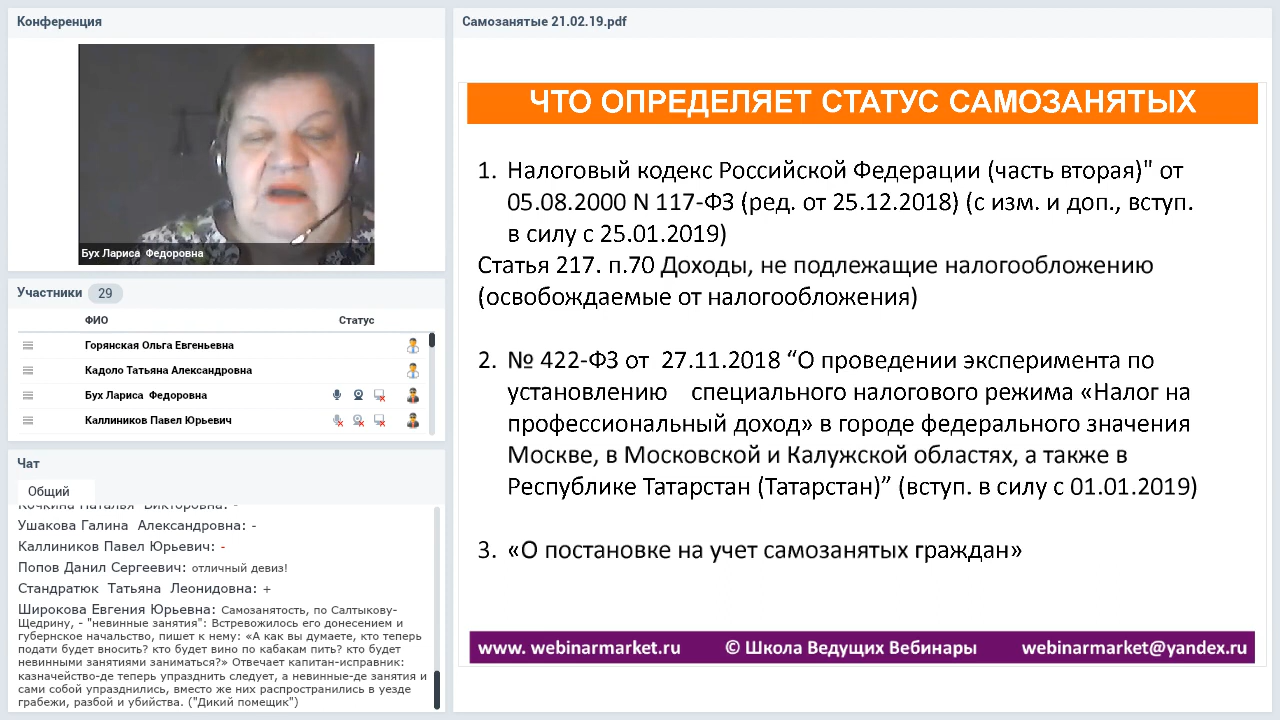 Конференция
Бух Лариса  Федоровна
Участники 29
ФИО Статус
Горянская Ольга Евгеньевна
Кадоло Татьяна Александровна
Бух Лариса  Федоровна
Каллиников Павел Юрьевич
Чат
Общий
Кочкина Наталья  Викторовна: -
Ушакова Галина  Александровна: -
Каллиников Павел Юрьевич: -
Попов Данил Сергеевич: отличный девиз!
Стандратюк  Татьяна  Леонидовна: +
Широкова Евгения Юрьевна: Самозанятость, по Салтыкову-
Щедрину, - "невинные занятия": Встревожилось его донесением и
губернское начальство, пишет к нему: «А как вы думаете, кто теперь
подати будет вносить? кто будет вино по кабакам пить? кто будет
невинными занятиями заниматься?» Отвечает капитан-исправник:
казначейство-де теперь упразднить следует, а невинные-де занятия и
сами собой упразднились, вместо же них распространились в уезде
грабежи, разбой и убийства. ("Дикий помещик")
Самозанятые 21.02.19.pdf
ЧТО ОПРЕДЕЛЯЕТ СТАТУС САМОЗАНЯТЫХ
1. Налоговый кодекс Российской Федерации (часть вторая)" от
05.08.2000 N 117-ФЗ (ред. от 25.12.2018) (с изм. и доп., вступ.
в силу с 25.01.2019)
Статья 217. п.70 Доходы, не подлежащие налогообложению
(освобождаемые от налогообложения)
2. № 422-ФЗ от  27.11.2018 “О проведении эксперимента по
установлению    специального налогового режима «Налог на
профессиональный доход» в городе федерального значения
Москве, в Московской и Калужской областях, а также в
Республике Татарстан (Татарстан)” (вступ. в силу с 01.01.2019)
3. «О постановке на учет самозанятых граждан»
www. webinarmarket.ru © Школа Ведущих Вебинары webinarmarket@yandex.ru